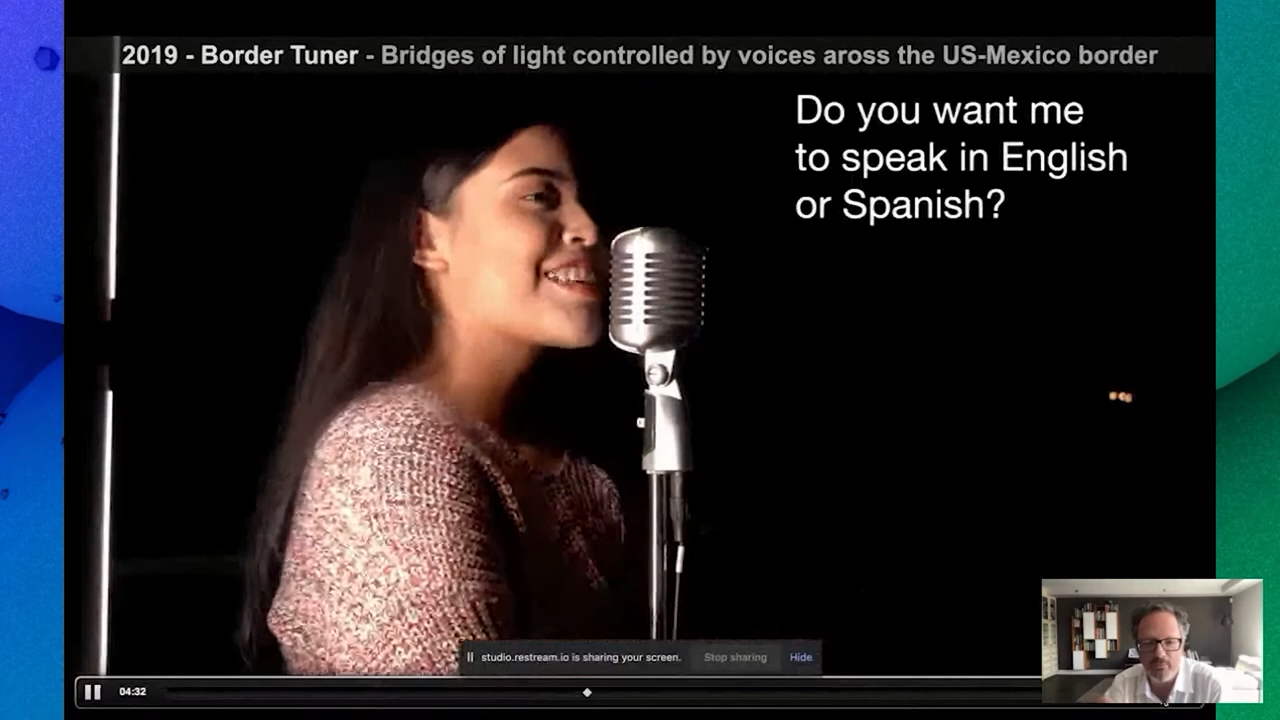 2019 - Border Tuner - Bridges of light controlled by voices aross the US-Mexico border
Do you want me
to speak in English
or Spanish?
studio.restream.io is sharing your screen.
Stop sharing
Hide
04:32